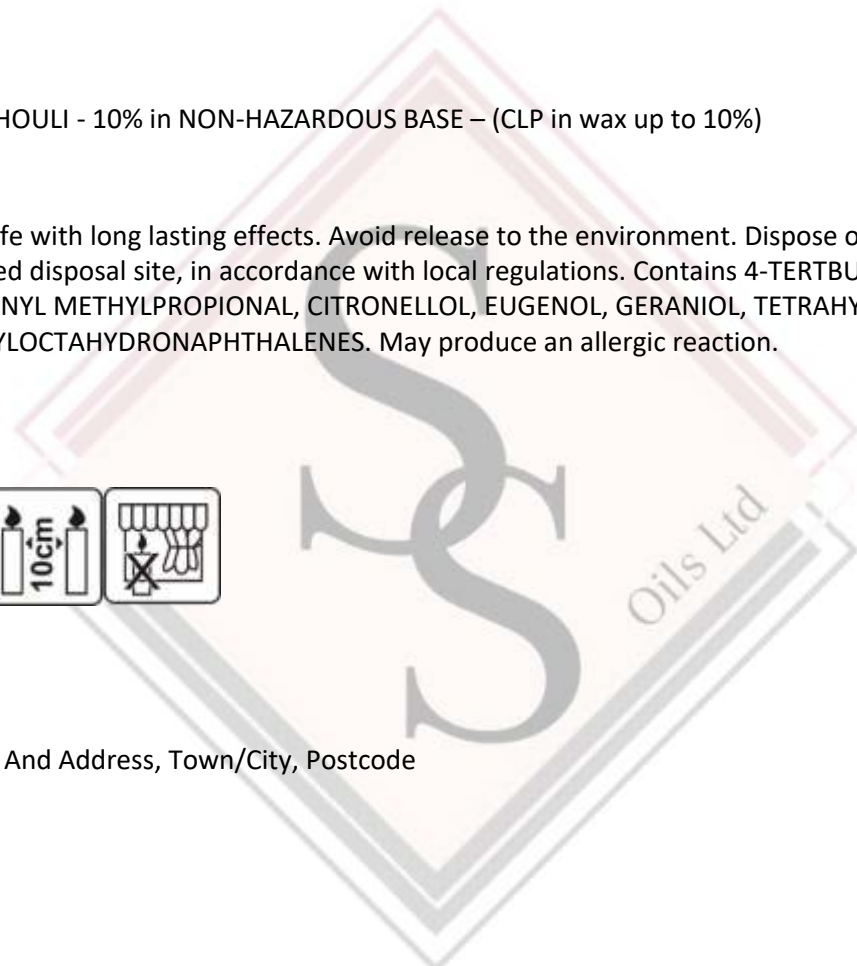 HOULI - 10% in NON-HAZARDOUS BASE – (CLP in wax up to 10%)
fe with long lasting effects. Avoid release to the environment. Dispose o
ed disposal site, in accordance with local regulations. Contains 4-TERTBU
NYL METHYLPROPIONAL, CITRONELLOL, EUGENOL, GERANIOL, TETRAHY
YLOCTAHYDRONAPHTHALENES. May produce an allergic reaction.
10cm
SS
Oils Ltd
And Address, Town/City, Postcode